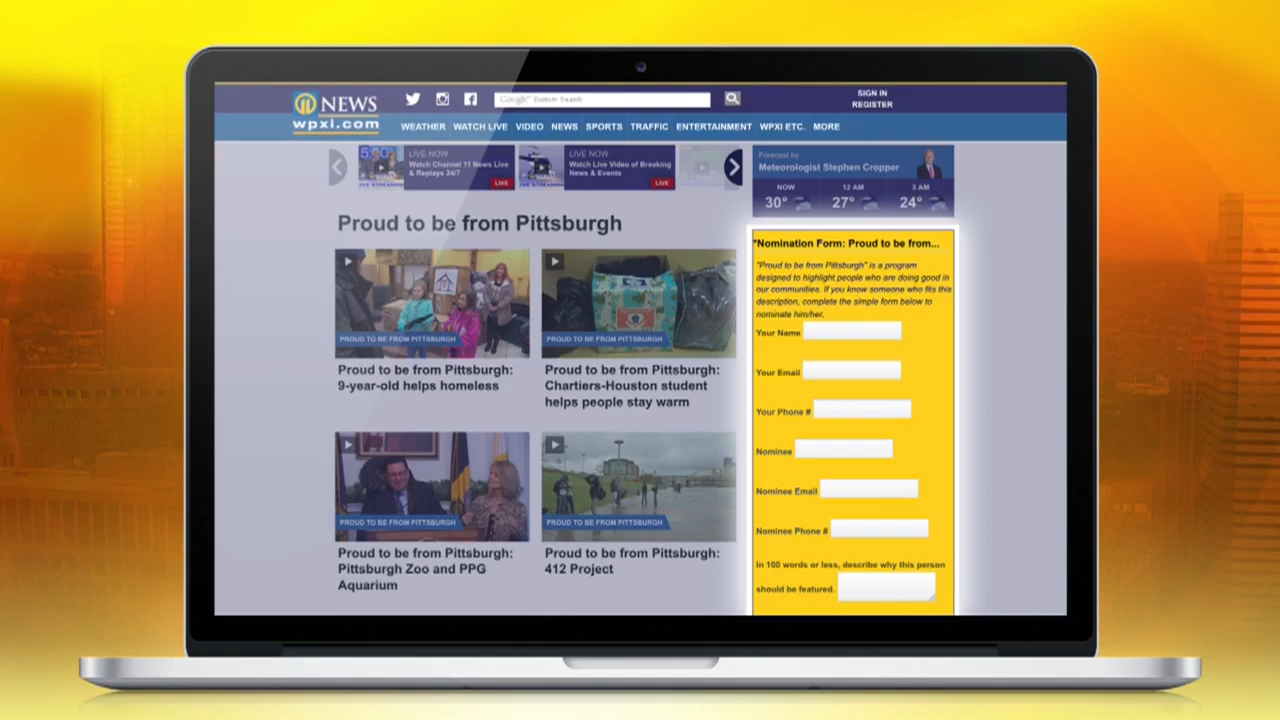 11 NEWS
wpxi.com
Google Custom Search
SIGN IN
REGISTER
WEATHER WATCH LIVE VIDEO NEWS SPORTS TRAFFIC ENTERTAINMENT WPXI ETC. MORE
5:00
LIVE STREAMING
LIVE NOW
Watch Channel 11 News Live
& Replays 24/7
LIVE
LIVE STREAMING
LIVE NOW
Watch Live Video of Breaking
News & Events
LIVE
Forecast by
Meteorologist Stephen Cropper
NOW 12 AM 3 AM
30° 27° 24°
Proud to be from Pittsburgh
PROUD TO BE FROM PITTSBURGH
Proud to be from Pittsburgh:
9-year-old helps homeless
PROUD TO BE FROM PITTSBURGH
Proud to be from Pittsburgh:
Chartiers-Houston student
helps people stay warm
PROUD TO BE FROM PITTSBURGH
Proud to be from Pittsburgh:
Pittsburgh Zoo and PPG
Aquarium
PROUD TO BE FROM PITTSBURGH
Proud to be from Pittsburgh:
412 Project
"Nomination Form: Proud to be from...
"Proud to be from Pittsburgh" is a program
designed to highlight people who are doing good in
our communities. If you know someone who fits this
description, complete the simple form below to
nominate him/her.
Your Name
Your Email
Your Phone #
Nominee
Nominee Email
Nominee Phone #
In 100 words or less, describe why this person
should be featured.